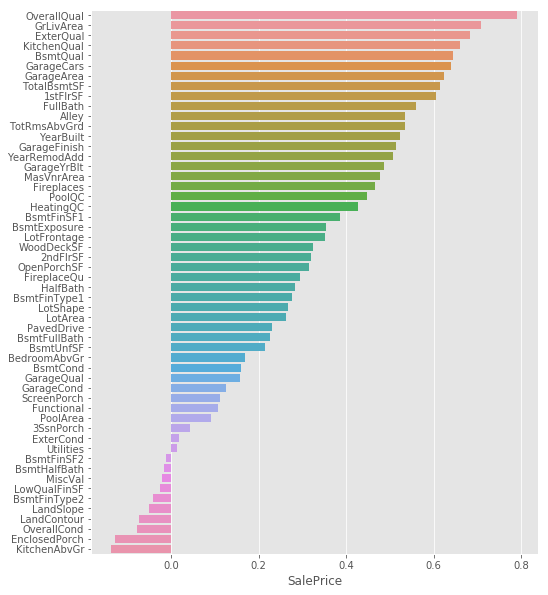 OverallQual
GrLivArea
ExterQual
KitchenQual
BsmtQual
GarageCars
GarageArea
TotalBsmtSF
1stFlrSF
FullBath
Alley
TotRmsAbvGrd
YearBuilt
GarageFinish
YearRemodAdd
GarageYrBlt
MasVnrArea
Fireplaces
PoolQC
HeatingQC
BsmtFinSF1
BsmtExposure
LotFrontage
WoodDeckSF
2ndFlrSF
OpenPorchSF
FireplaceQu
HalfBath
BsmtFinType1
LotShape
LotArea
PavedDrive
BsmtFullBath
BsmtUnfSF
BedroomAbvGr
BsmtCond
GarageQual
GarageCond
ScreenPorch
Functional
PoolArea
3SsnPorch
ExterCond
Utilities
BsmtFinSF2
BsmtHalfBath
MiscVal
LowQualFinSF
BsmtFinType2
LandSlope
LandContour
OverallCond
EnclosedPorch
KitchenAbvGr
0.0 0.2 0.4 0.6 0.8
SalePrice